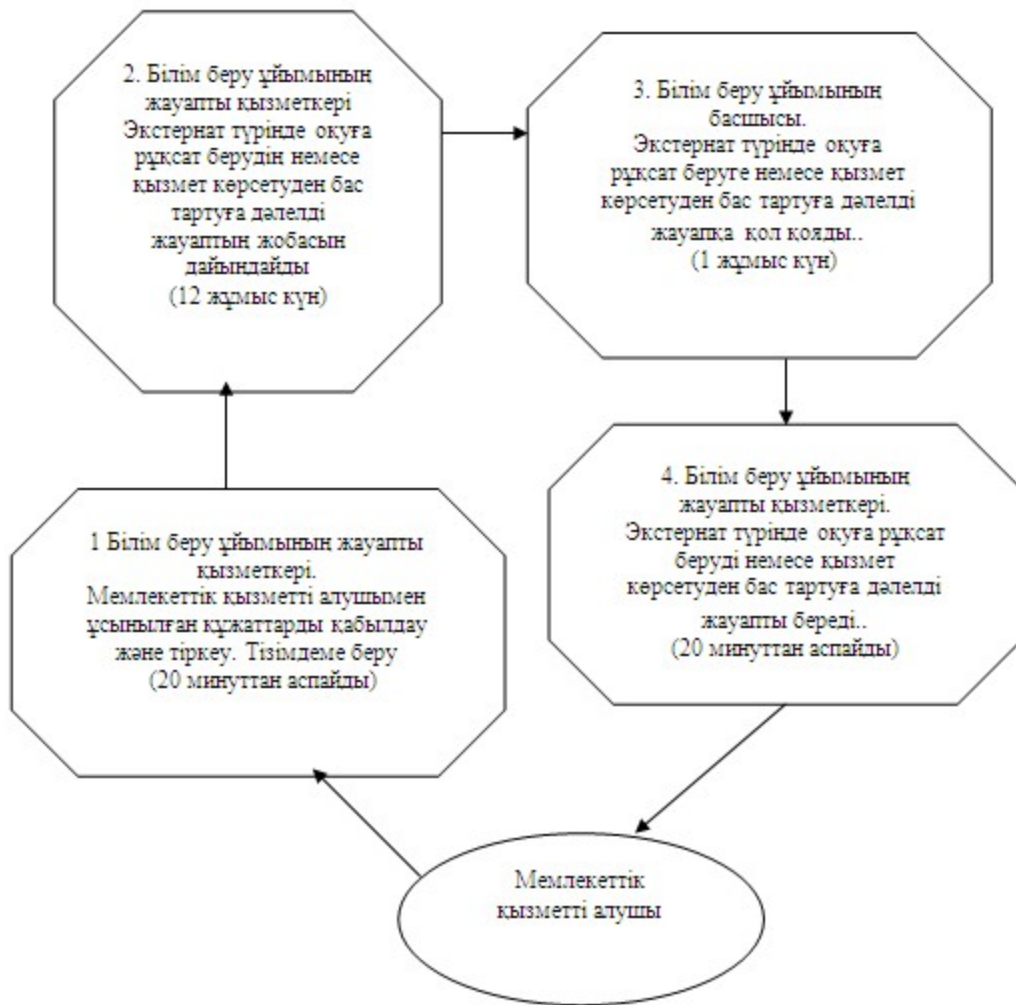 2. Білім беру ұйымының
жауапты қызметкері
Экстернат түрінде оқуға
рұқсат берудің немесе
қызмет көрсетуден бас
тартуға дәлелді
жауаптың жобасын
дайындайды
(12 жұмыс күн)
3. Білім беру ұйымының
басшысы.
Экстернат түрінде оқуға
рұқсат беруге немесе қызмет
көрсетуден бас тартуға дәлелді
жауапқа қол қояды..
(1 жұмыс күн)
1 Білім беру ұйымының жауапты
қызметкері.
Мемлекеттік қызметті алушымен
ұсынылған құжаттарды қабылдау
және тіркеу. Тізімдеме беру
(20 минуттан аспайды)
4. Білім беру ұйымының
жауапты қызметкері.
Экстернат түрінде оқуға рұқсат
беруді немесе қызмет
көрсетуден бас тартуға дәлелді
жауапты береді..
(20 минуттан аспайды)
Мемлекеттік
қызметті алушы